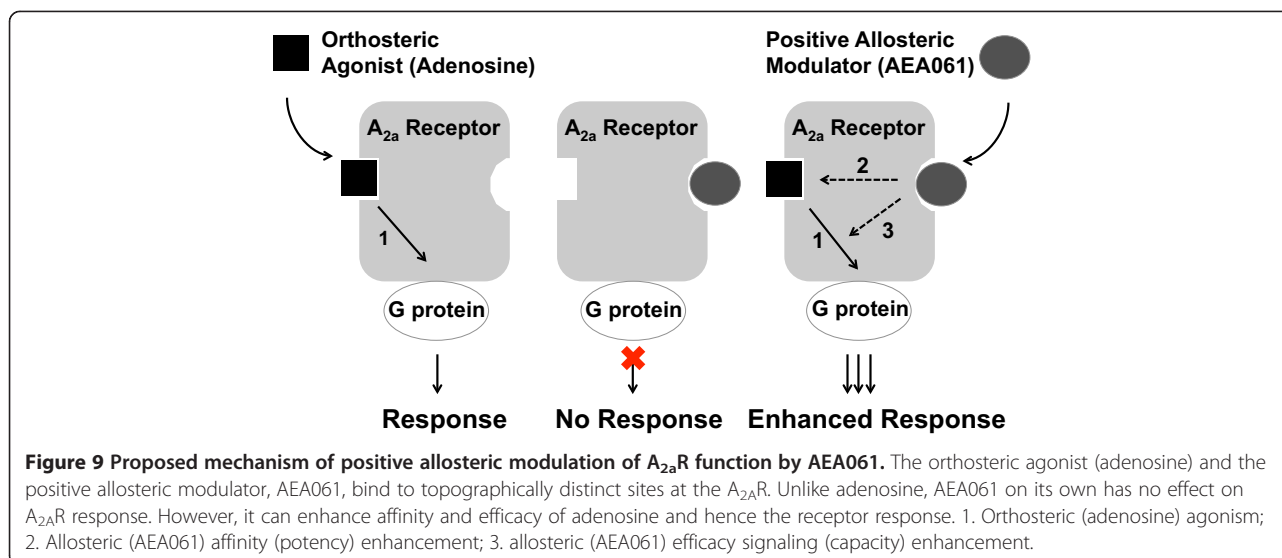 Orthosteric
Agonist (Adenosine)
Positive Allosteric
Modulator (AEA061)
A2a Receptor
A2a Receptor
A2a Receptor
1
2
1
3
G protein
G protein
G protein
Response
No Response
Enhanced Response
Figure 9 Proposed mechanism of positive allosteric modulation of A2aR function by AEA061. The orthosteric agonist (adenosine) and the
positive allosteric modulator, AEA061, bind to topographically distinct sites at the A2AR. Unlike adenosine, AEA061 on its own has no effect on
A2AR response. However, it can enhance affinity and efficacy of adenosine and hence the receptor response. 1. Orthosteric (adenosine) agonism;
2. Allosteric (AEA061) affinity (potency) enhancement; 3. allosteric (AEA061) efficacy signaling (capacity) enhancement.